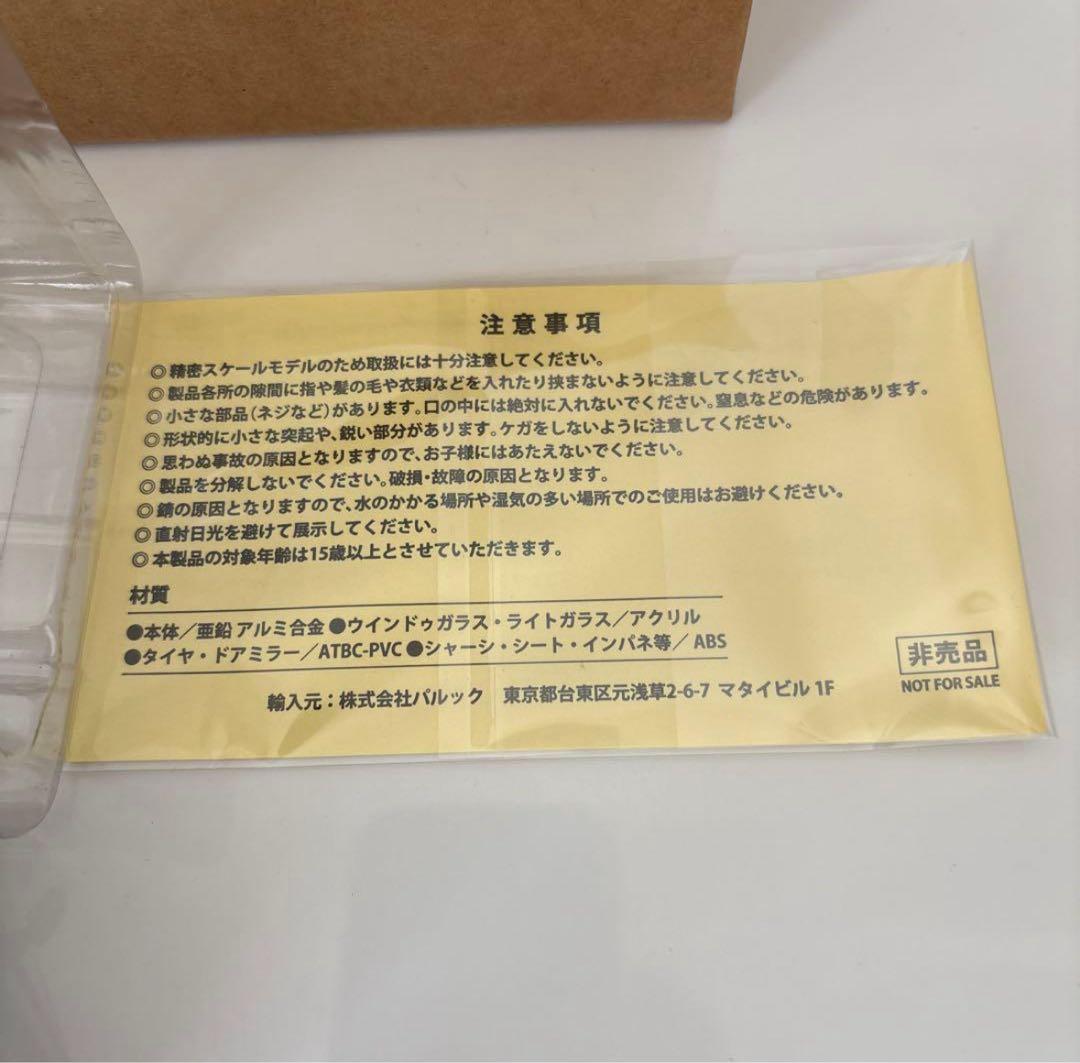 注意事項
◎精密スケールモデルのため取扱には十分注意してください。
◎製品各所の隙間に指や髪の毛や衣類などを入れたり挟まないように注意してください。
◎小さな部品(ネジなど)があります。口の中には絶対に入れないでください。窒息などの危険があります。
◎形状的に小さな突起や、鋭い部分があります。ケガをしないように注意してください。
◎思わぬ事故の原因となりますので、お子様にはあたえないでください。
◎製品を分解しないでください。破損・故障の原因となります。
◎錆の原因となりますので、水のかかる場所や湿気の多い場所でのご使用はお避けください。
◎直射日光を避けて展示してください。
◎本製品の対象年齢は15歳以上とさせていただきます。
材質
●本体／亜鉛 アルミ合金 ●ウインドゥガラス・ライトガラス／アクリル
●タイヤ・ドアミラー／ATBC-PVC ●シャーシ・シート・インパネ等／ ABS
輸入元：株式会社パルック 東京都台東区元浅草2-6-7 マタイビル 1F
非売品
NOT FOR SALE